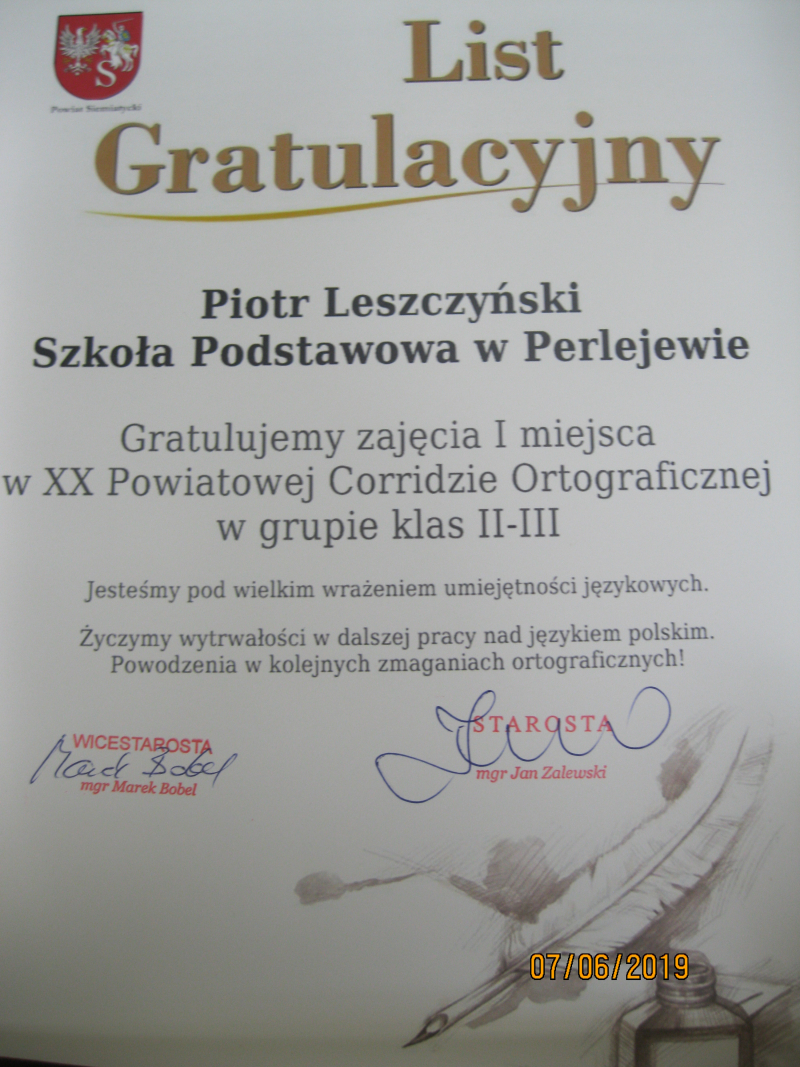 S
Powiat Siemiatycki
List
Gratulacyjny
Piotr Leszczyński
Szkoła Podstawowa w Perlejewie
Gratulujemy zajęcia I miejsca
w XX Powiatowej Corridzie Ortograficznej
w grupie klas II-III
Jesteśmy pod wielkim wrażeniem umiejętności językowych.
Życzymy wytrwałości w dalszej pracy nad językiem polskim.
Powodzenia w kolejnych zmaganiach ortograficznych!
WICESTAROSTA
Marek Bobel
mgr Marek Bobel
STAROSTA
mgr Jan Zalewski
07/06/2019